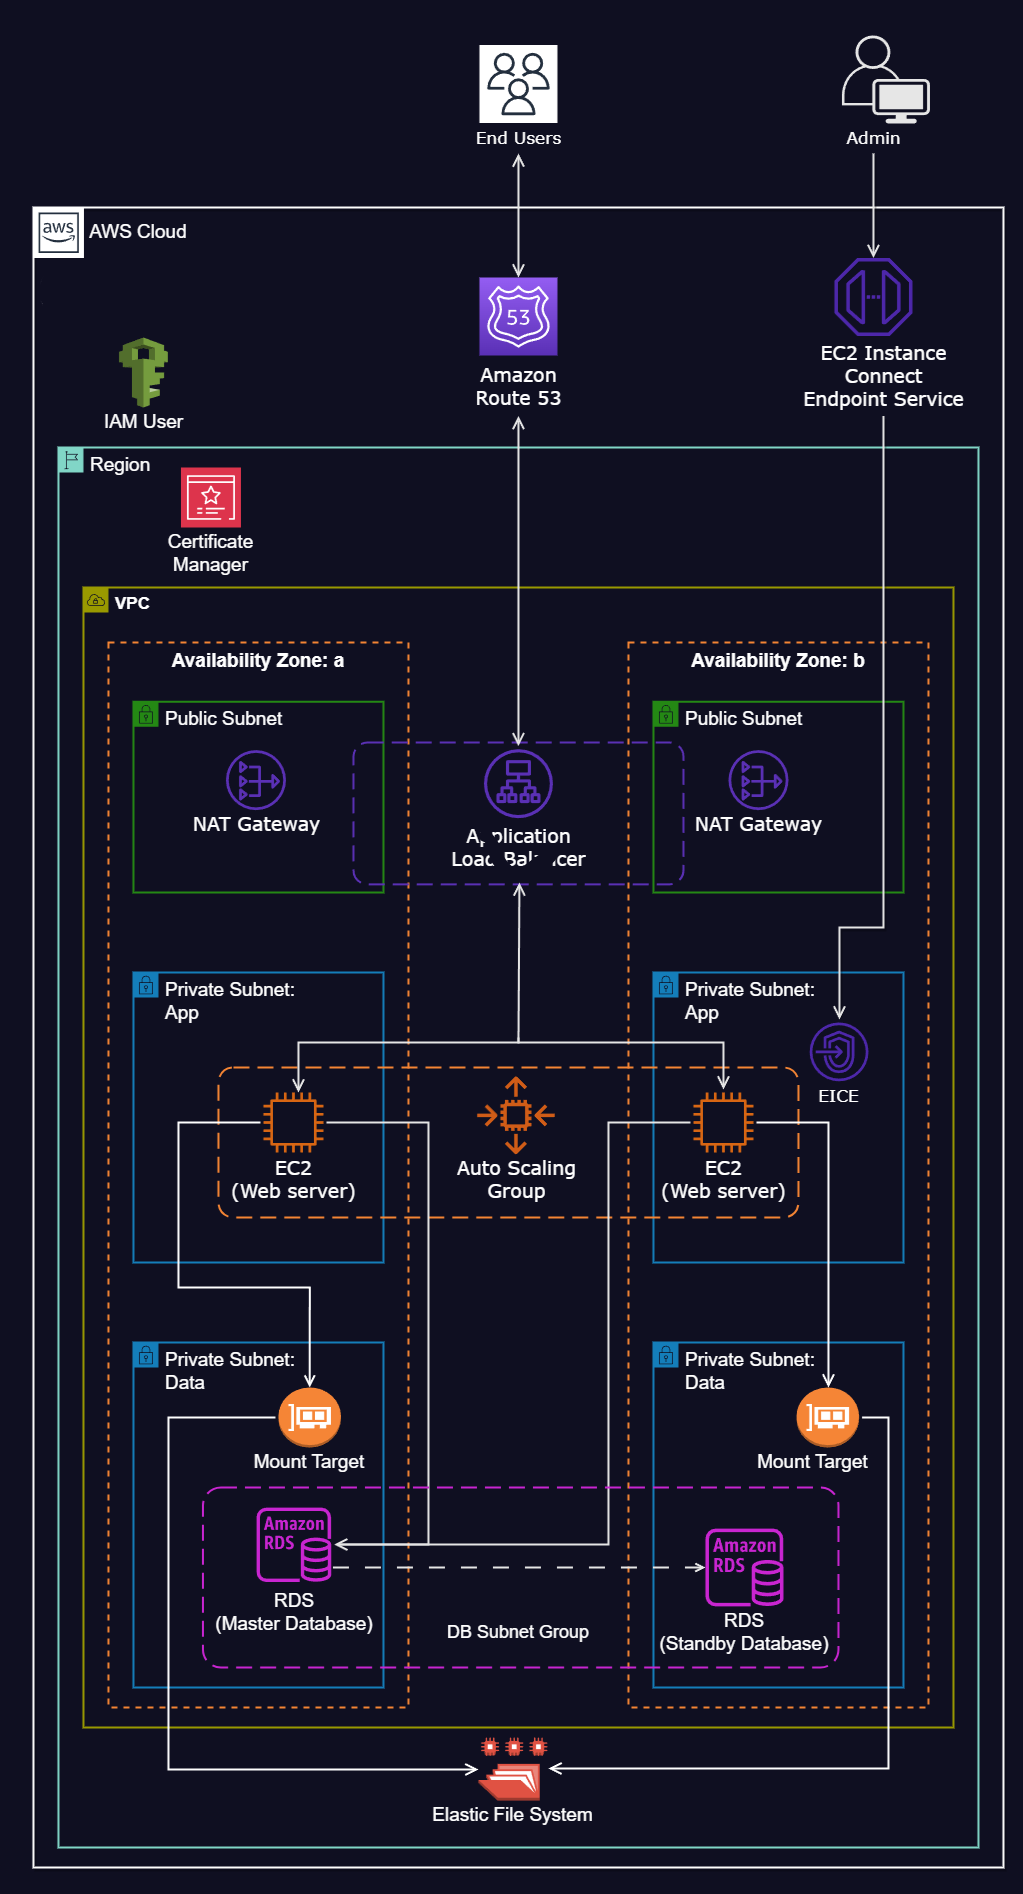 End Users
Admin
aws
AWS Cloud
53
Amazon
Route 53
EC2 Instance
Connect
Endpoint Service
IAM User
Region
Certificate
Manager
VPC
Availability Zone: a
Availability Zone: b
Public Subnet
Public Subnet
NAT Gateway
Application
Load Balancer
NAT Gateway
Private Subnet:
App
Private Subnet:
App
EICE
EC2
(Web server)
Auto Scaling
Group
EC2
(Web server)
Private Subnet:
Data
Private Subnet:
Data
Mount Target
Mount Target
Amazon
RDS
RDS
(Master Database)
Amazon
RDS
RDS
(Standby Database)
DB Subnet Group
Elastic File System